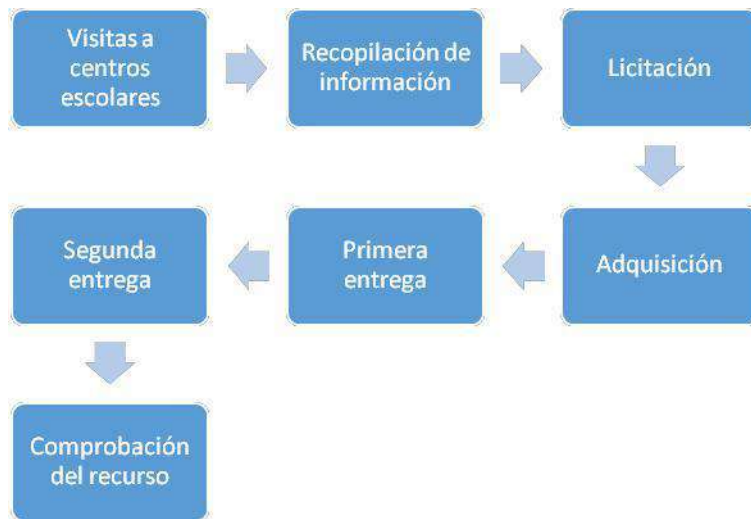 Visitas a
centros
escolares
Recopilación de
información
Licitación
Adquisición
Primera
entrega
Segunda
entrega
Comprobación
del recurso